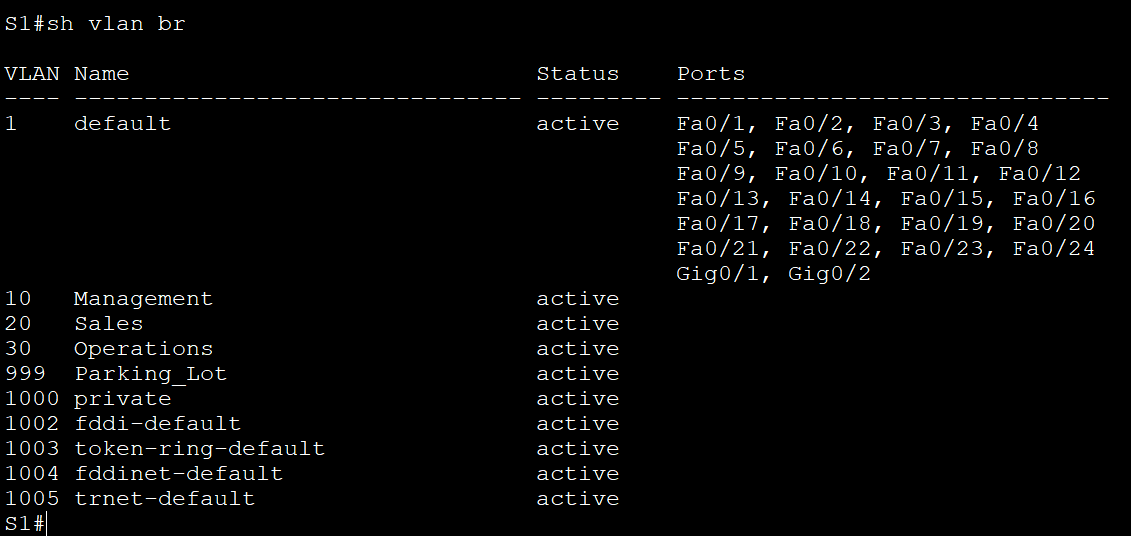 S1#sh vlan br
VLAN Name                             Status    Ports
---- -------------------------------- --------- -------------------------------
1    default                          active    Fa0/1, Fa0/2, Fa0/3, Fa0/4
                                                Fa0/5, Fa0/6, Fa0/7, Fa0/8
                                                Fa0/9, Fa0/10, Fa0/11, Fa0/12
                                                Fa0/13, Fa0/14, Fa0/15, Fa0/16
                                                Fa0/17, Fa0/18, Fa0/19, Fa0/20
                                                Fa0/21, Fa0/22, Fa0/23, Fa0/24
                                                Gig0/1, Gig0/2
10   Management                       active
20   Sales                            active
30   Operations                       active
999  Parking_Lot                      active
1000 private                          active
1002 fddi-default                     active
1003 token-ring-default               active
1004 fddinet-default                  active
1005 trnet-default                    active
S1#